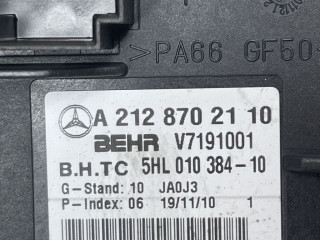 >PA66 GF50
A 212 870 21 10
BEHR V7191001
B.H.TC 5HL 010 384-10
G-Stand: 10 JA0J3
P-Index: 06 19/11/10 1